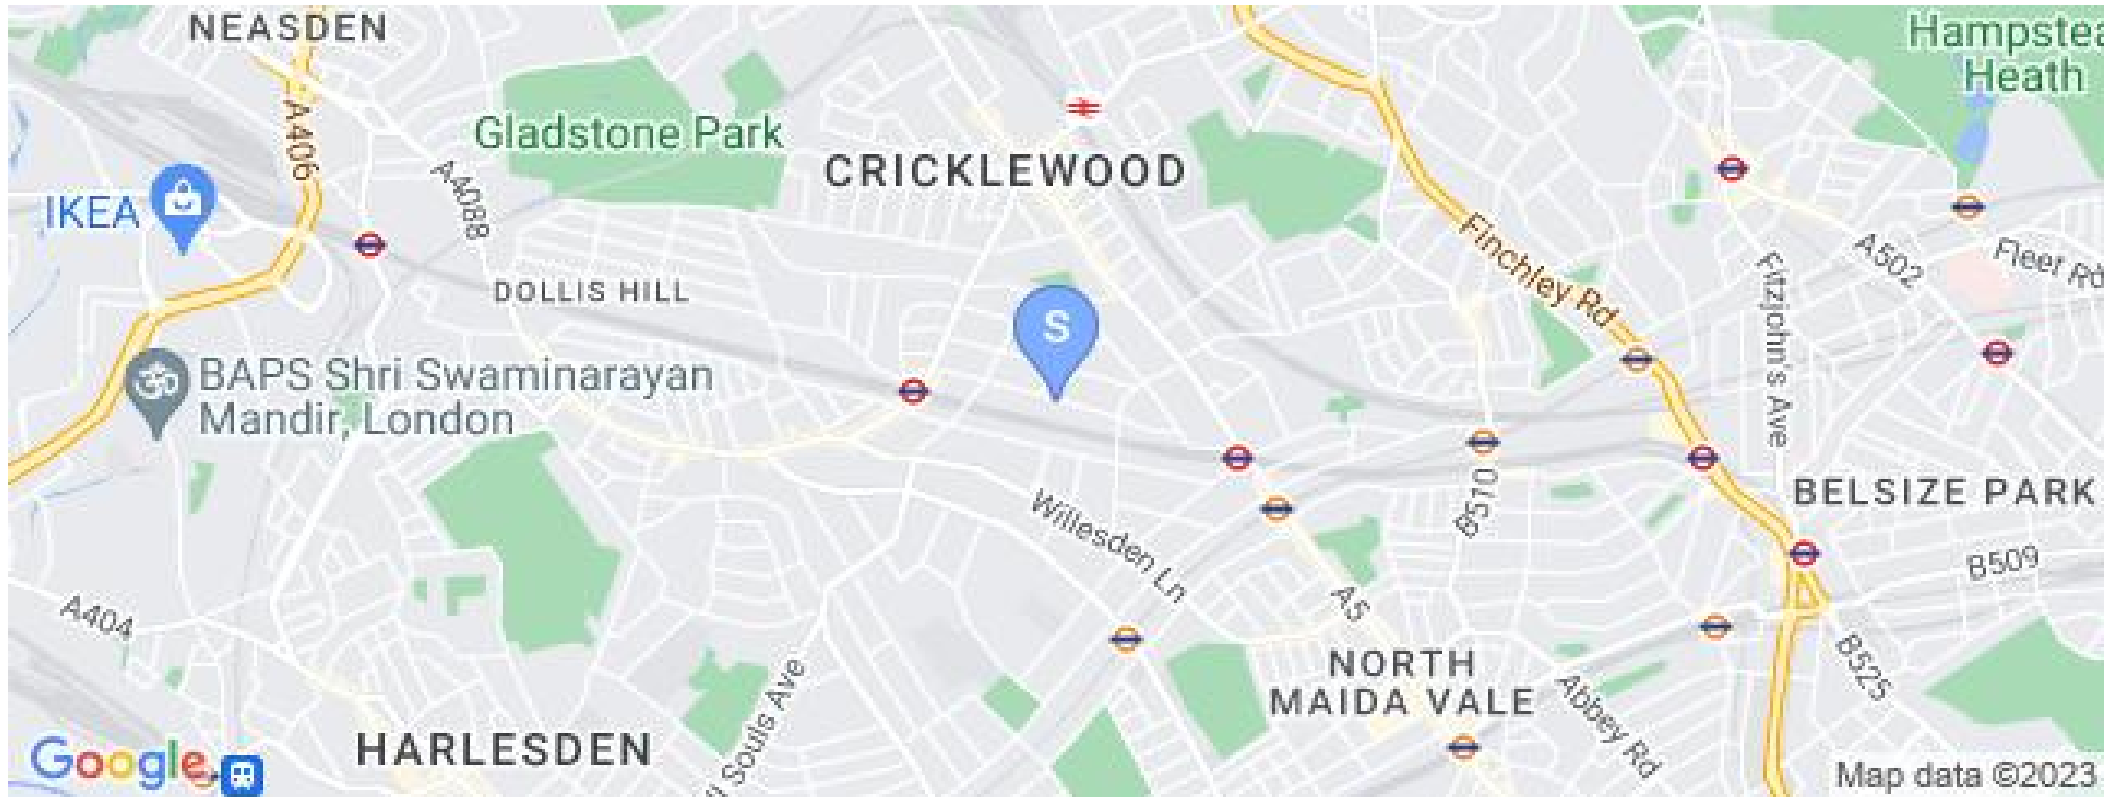 NEASDEN
Hampstea
Heath
A406
Gladstone Park
CRICKLEWOOD
A4088
IKEA
Finchley Rd
A502
Fleet Rd
Fitzjohn's Ave
DOLLIS HILL
S
BAPS Shri Swaminarayan
Mandir, London
BELSIZE PARK
B510
Willesden Ln
B509
A5
A404
NORTH
MAIDA VALE
B525
Abbey Rd
Souls Ave
HARLESDEN
Google
Map data ©2023